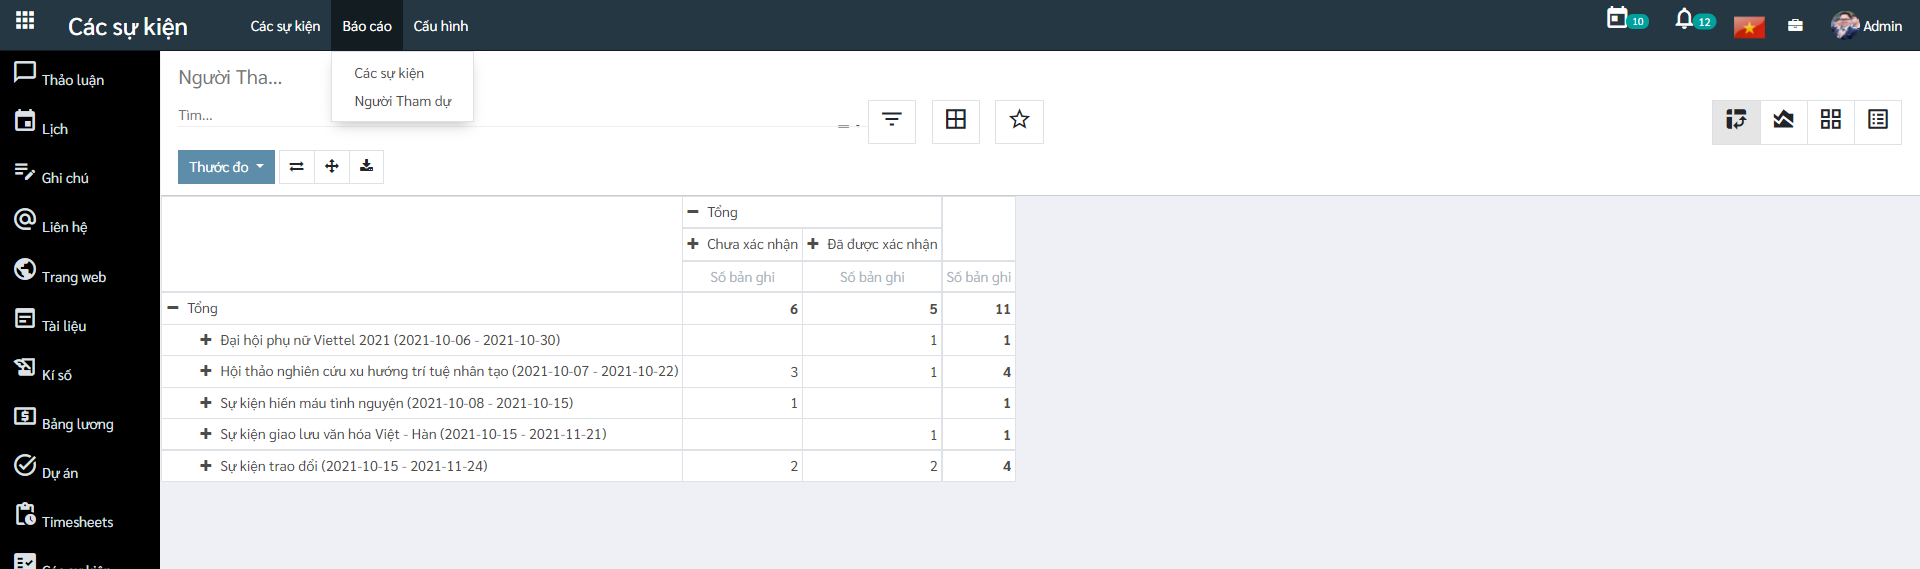 Các sự kiện
Các sự kiện Báo cáo Cấu hình
10
12
Admin
Các sự kiện
Người Tham dự
Thảo luận
Lịch
Ghi chú
Liên hệ
Trang web
Tài liệu
Kí số
Bảng lương
Dự án
Timesheets
Người Tha...
Tìm...
Thước đo
Tổng
Chưa xác nhận Đã được xác nhận
Số bản ghi Số bản ghi Số bản ghi
Tổng 6 5 11
Đại hội phụ nữ Viettel 2021 (2021-10-06 - 2021-10-30) 1 1
Hội thảo nghiên cứu xu hướng trí tuệ nhân tạo (2021-10-07 - 2021-10-22) 3 1 4
Sự kiện hiến máu tình nguyện (2021-10-08 - 2021-10-15) 1 1
Sự kiện giao lưu văn hóa Việt - Hàn (2021-10-15 - 2021-11-21) 1 1
Sự kiện trao đổi (2021-10-15 - 2021-11-24) 2 2 4